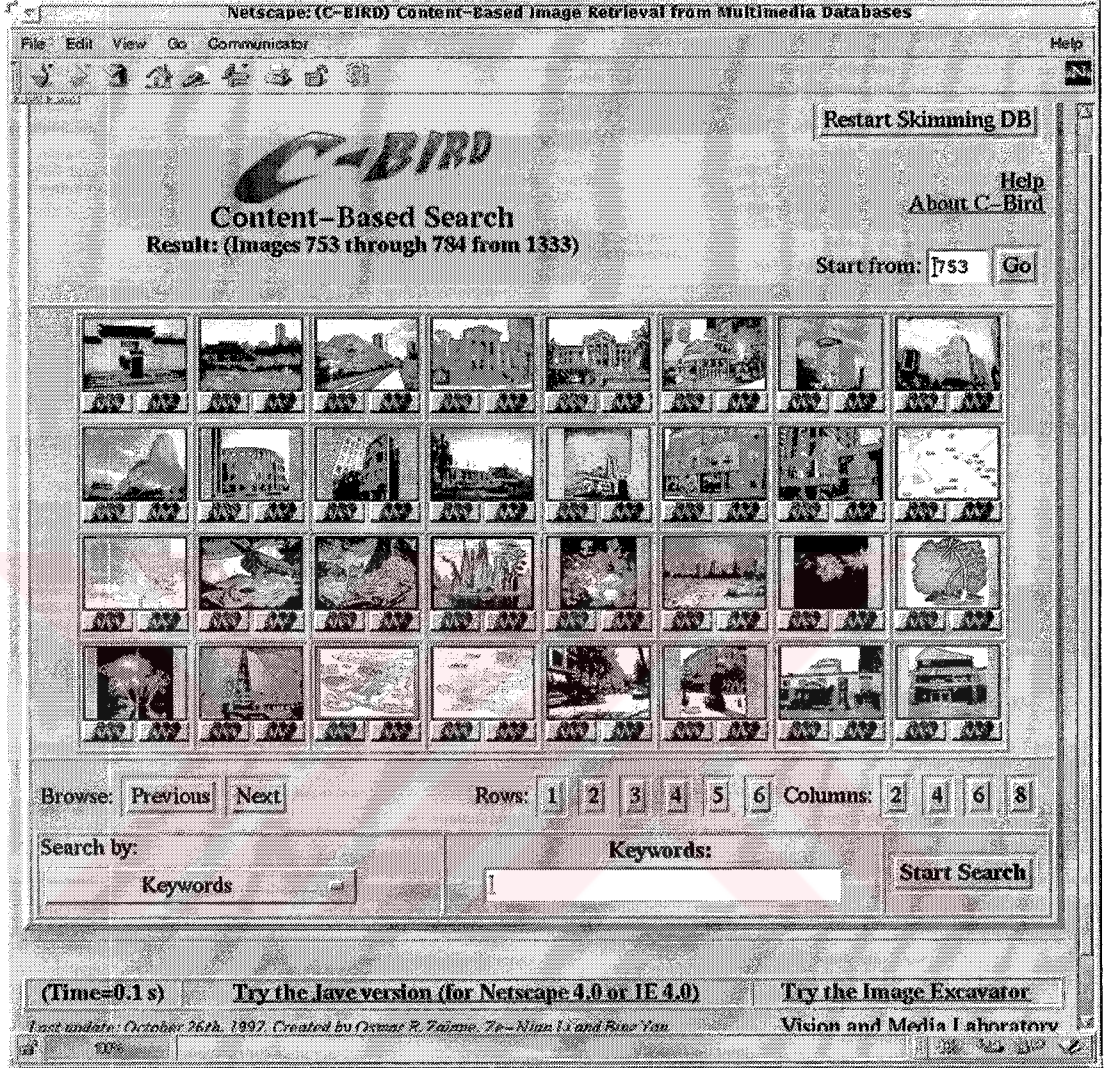 Netscape: (C-BIRD) Content-Based Image Retrieval from Multimedia Databases
File Edit View Go Communicator Help
N
Restart Skimming DB
C-BIRD
Help
About C-Bird
Content-Based Search
Result: (Images 753 through 784 from 1333)
Start from: 753 Go
Browse: Previous Next Rows: 1 2 3 4 5 6 Columns: 2 4 6 8
Search by: Keywords:
Keywords Start Search
(Time=0.1 s) Try the Jave version (for Netscape 4.0 or IE 4.0) Try the Image Excavator
Last update: October 26th, 1997. Created by Osmar R. Zaïane, Ze-Nian Li and Bing Yan Vision and Media Laboratory
100%